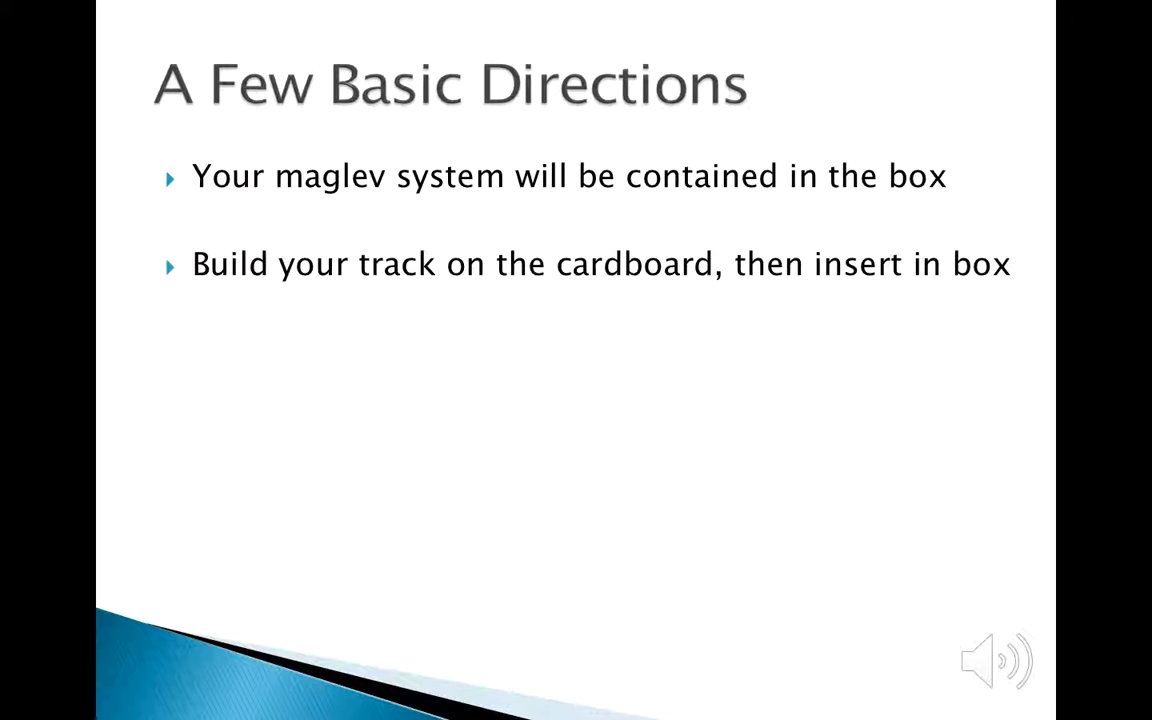 A Few Basic Directions
Your maglev system will be contained in the box
Build your track on the cardboard, then insert in box